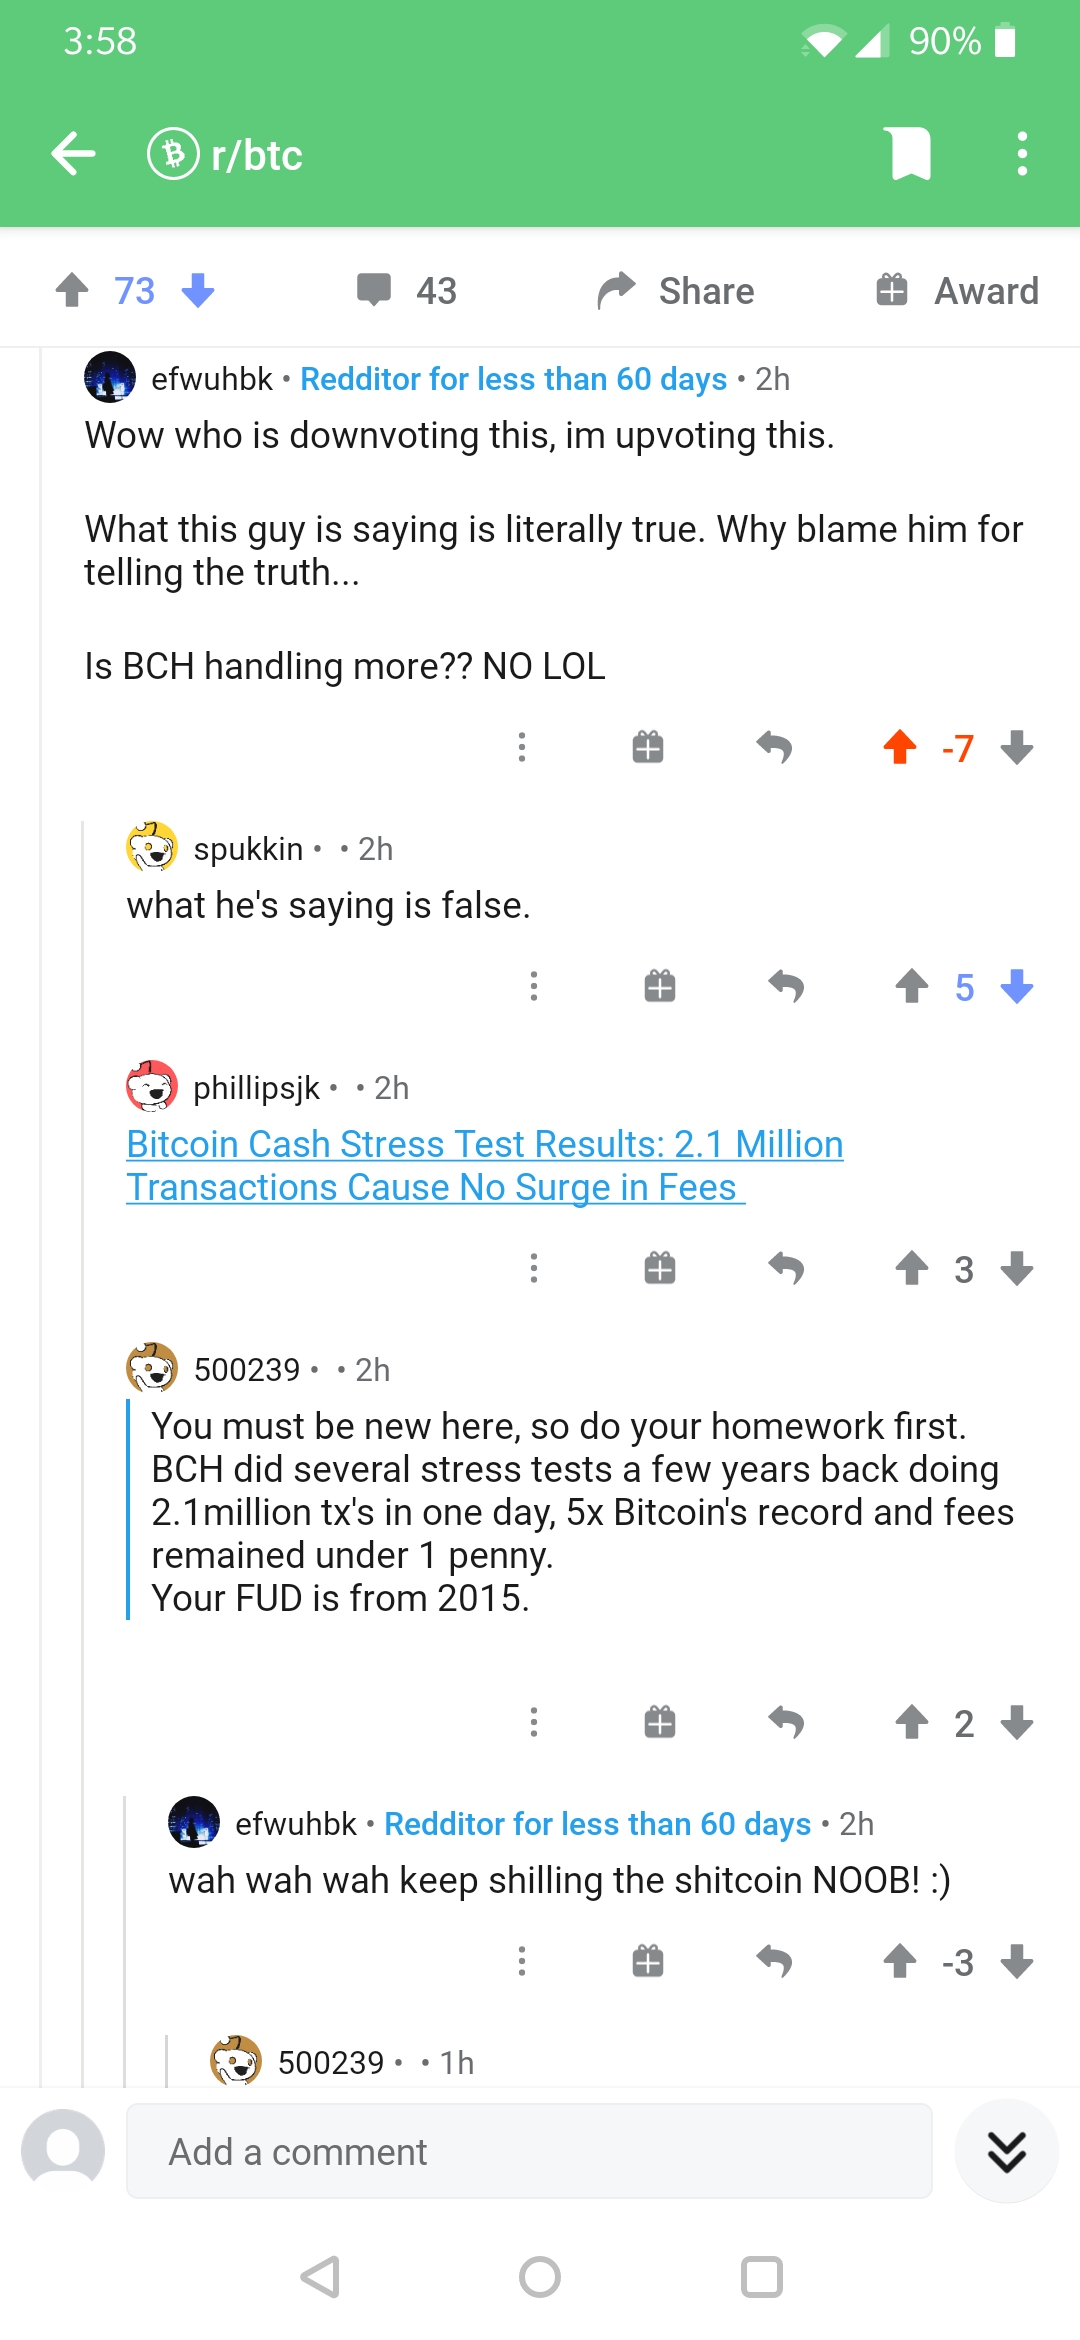 3:58
90%
r/btc
73
43
Share
Award
efwuhbk • Redditor for less than 60 days • 2h
Wow who is downvoting this, im upvoting this.
What this guy is saying is literally true. Why blame him for
telling the truth...
Is BCH handling more?? NO LOL
-7
spukkin • • 2h
what he's saying is false.
5
phillipsjk • • 2h
Bitcoin Cash Stress Test Results: 2.1 Million
Transactions Cause No Surge in Fees
3
500239 • • 2h
You must be new here, so do your homework first.
BCH did several stress tests a few years back doing
2.1million tx's in one day, 5x Bitcoin's record and fees
remained under 1 penny.
Your FUD is from 2015.
2
efwuhbk • Redditor for less than 60 days • 2h
wah wah wah keep shilling the shitcoin NOOB! :)
-3
500239 • • 1h
Add a comment